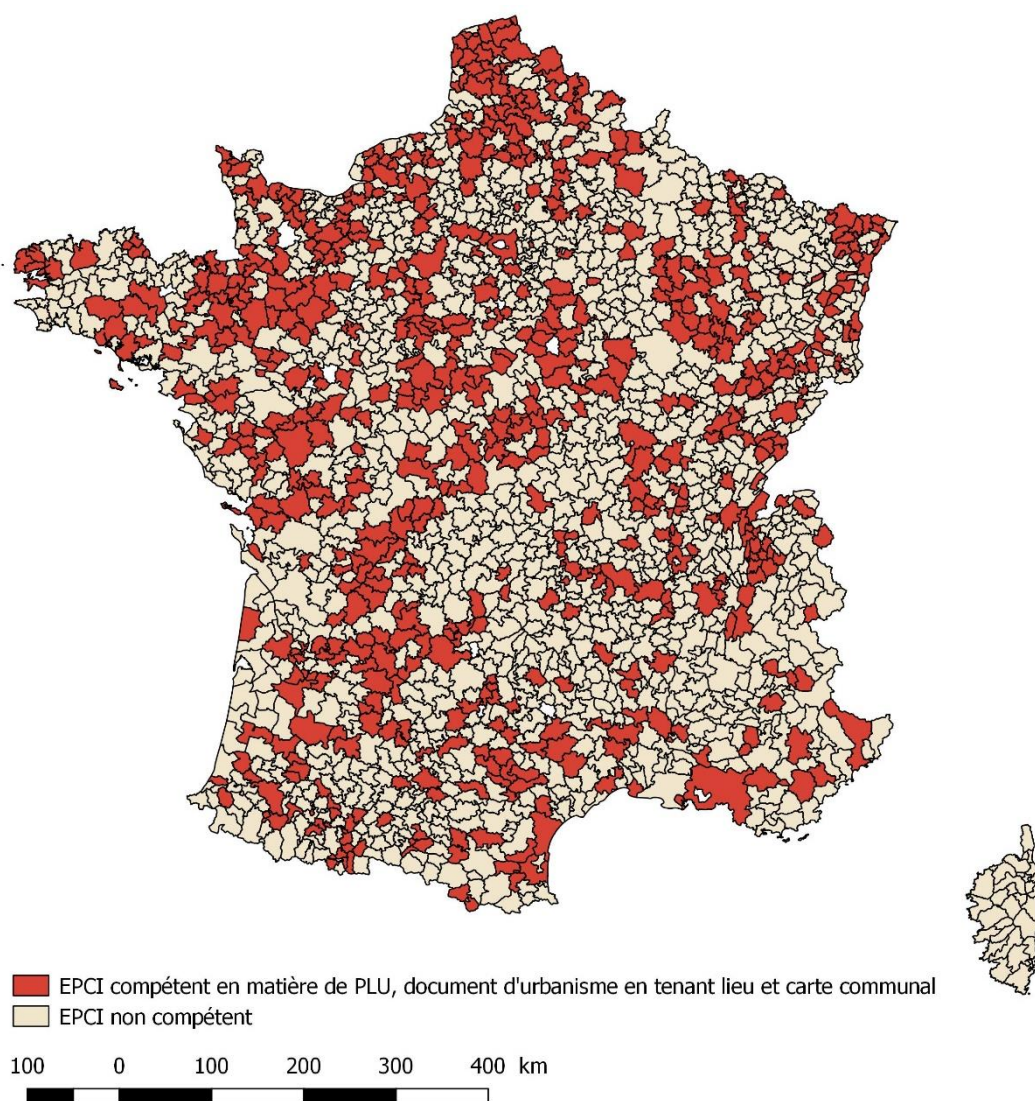 EPCI compétent en matière de PLU, document d'urbanisme en tenant lieu et carte communal
EPCI non compétent
100 0 100 200 300 400 km